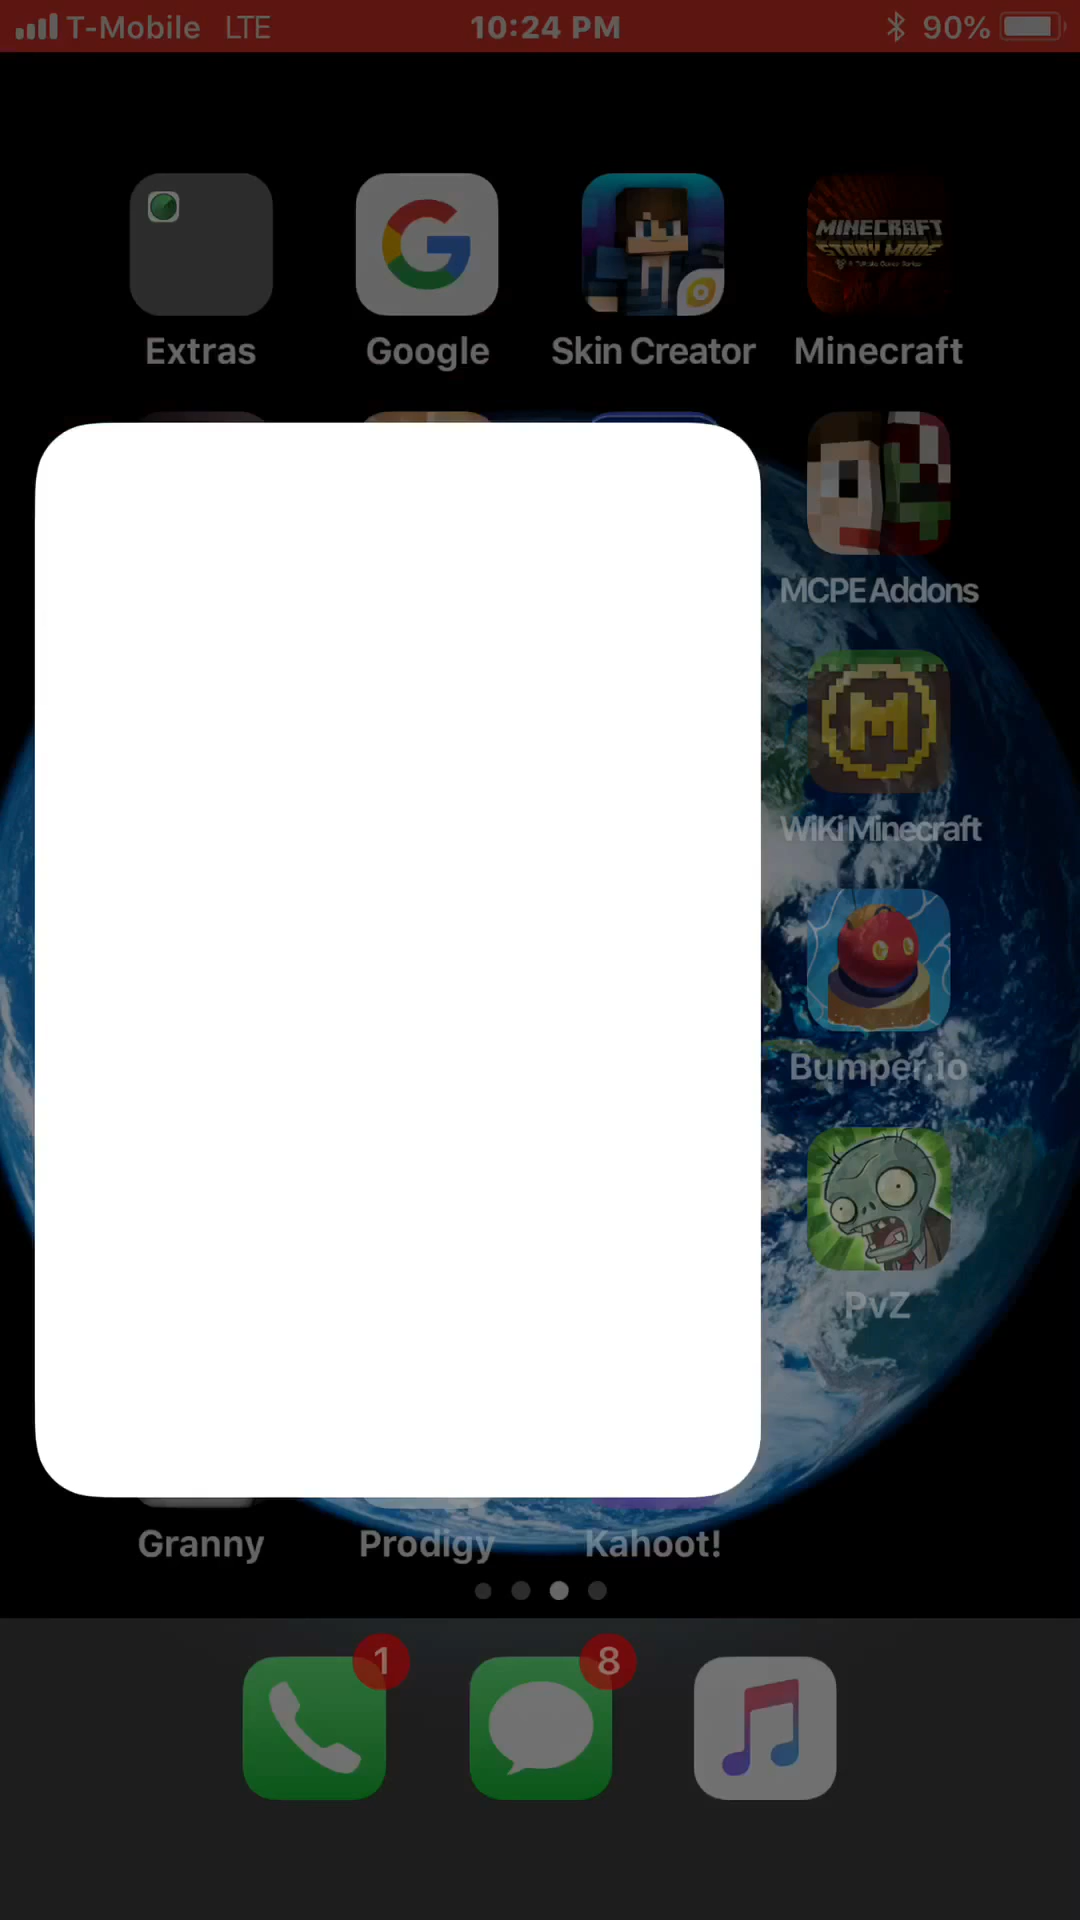 T-Mobile LTE 10:24 PM 90%
MINECRAFT
STORY MODE
Extras Google Skin Creator Minecraft
M
MCPE Addons
WiKi Minecraft
Bumper.io
PvZ
Granny Prodigy Kahoot!
1 8